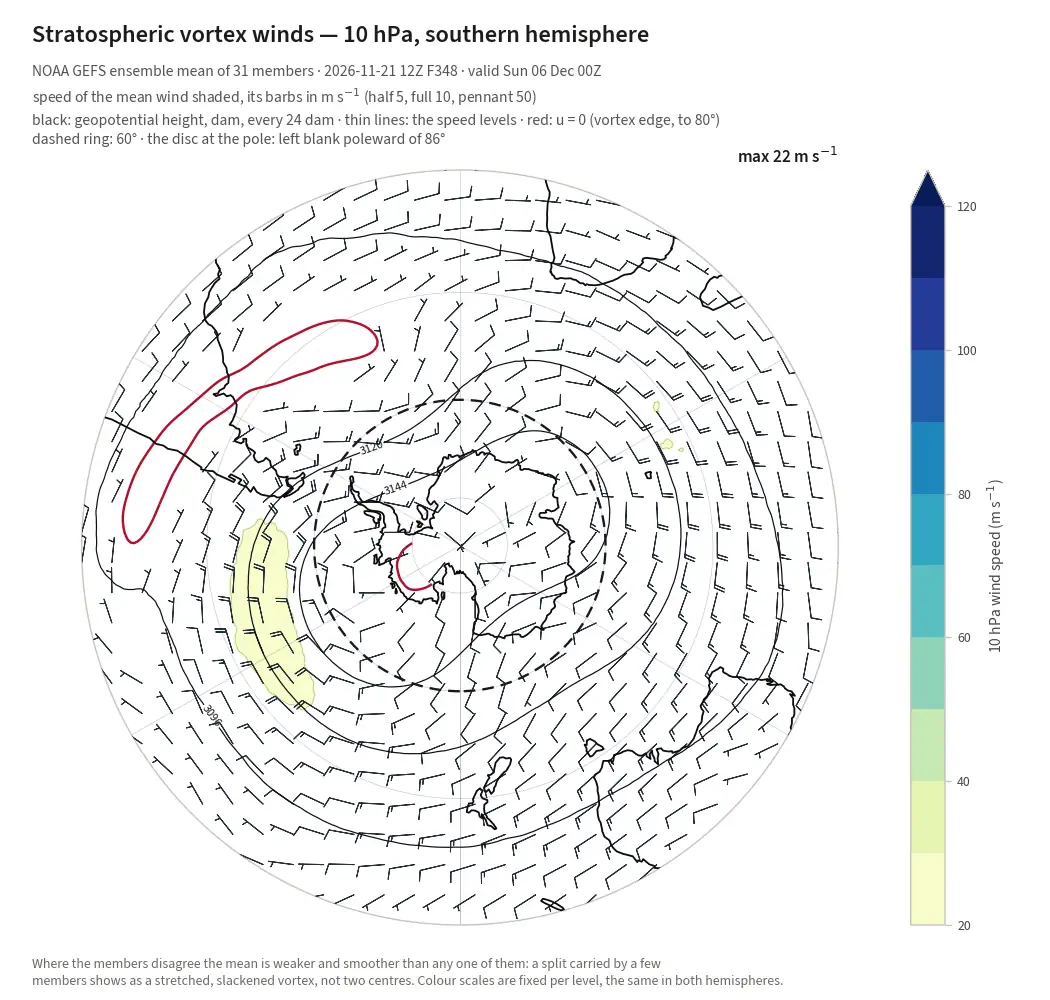 Stratospheric vortex winds — 10 hPa, southern hemisphere
NOAA GEFS ensemble mean of 31 members · 2026-11-21 12Z F348 · valid Sun 06 Dec 00Z
speed of the mean wind shaded, its barbs in m s⁻¹ (half 5, full 10, pennant 50)
black: geopotential height, dam, every 24 dam · thin lines: the speed levels · red: u = 0 (vortex edge, to 80°)
dashed ring: 60° · the disc at the pole: left blank poleward of 86°
max 22 m s⁻¹
120
100
80
60
40
20
10 hPa wind speed (m s⁻¹)
3120
3144
3096
Where the members disagree the mean is weaker and smoother than any one of them: a split carried by a few
members shows as a stretched, slackened vortex, not two centres. Colour scales are fixed per level, the same in both hemispheres.